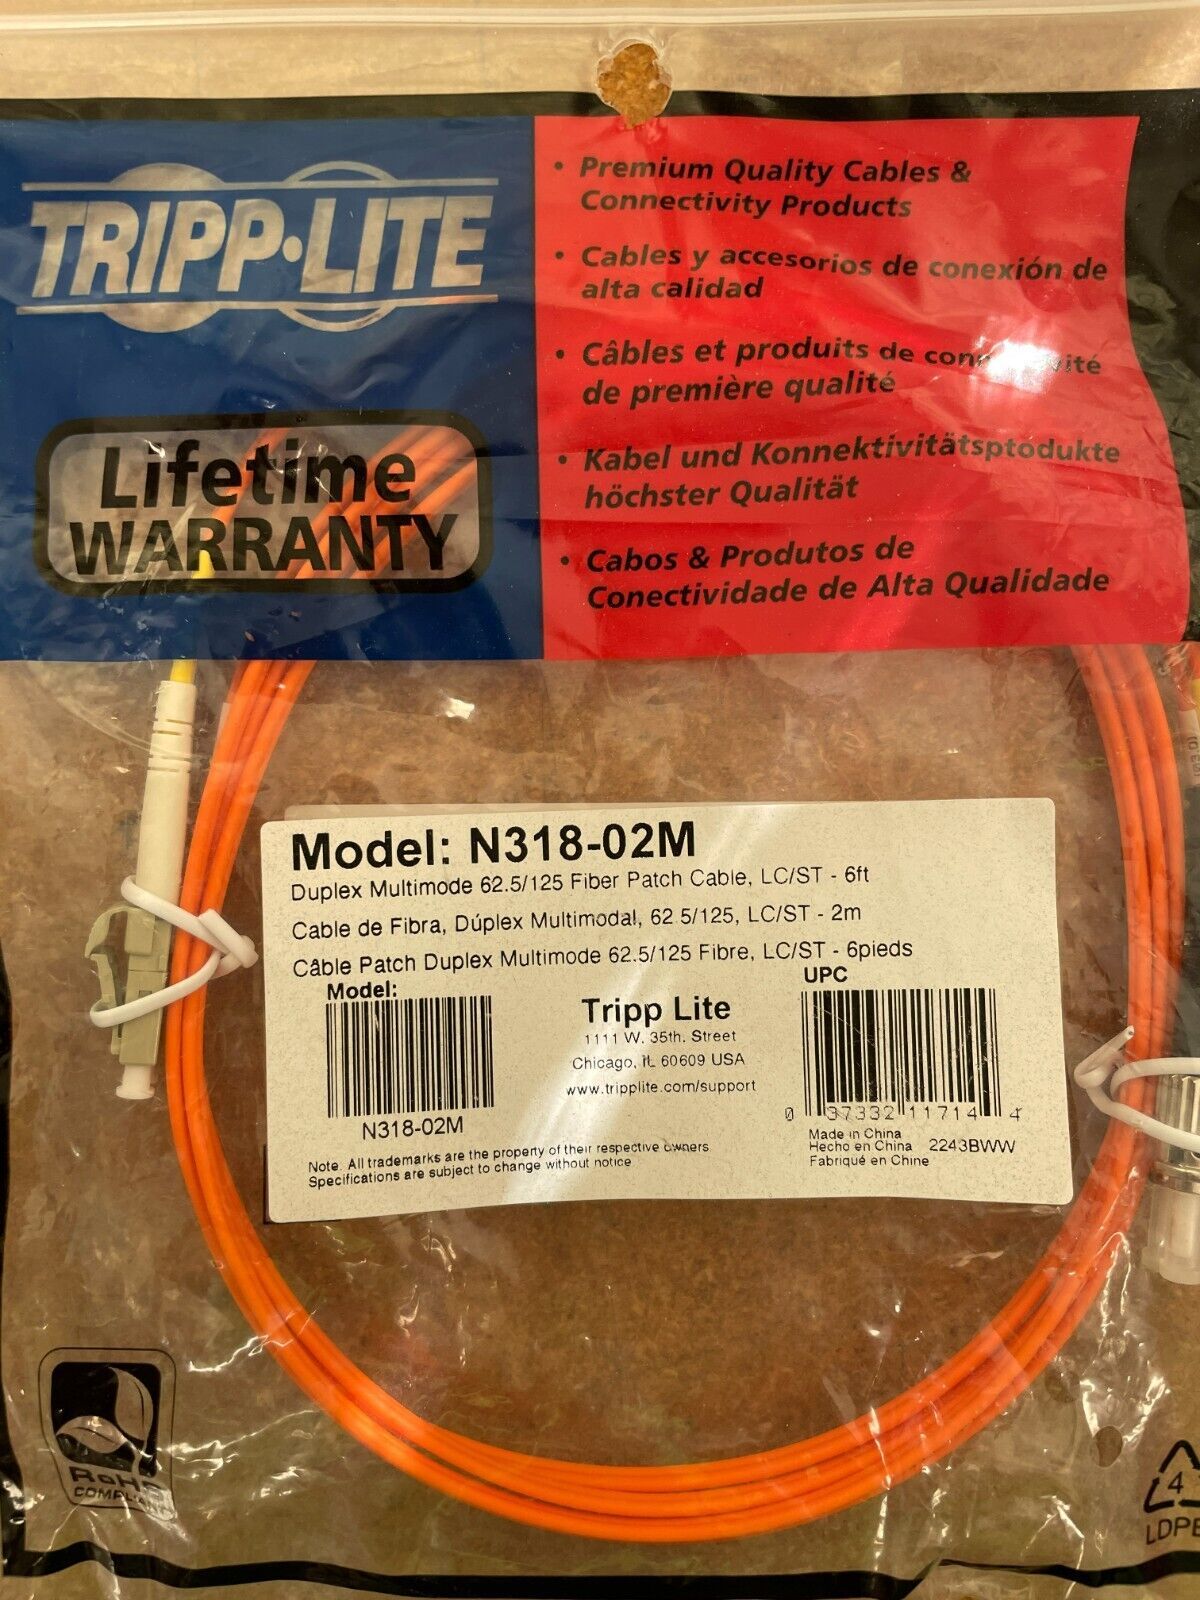 TRIPP·LITE
Lifetime
WARRANTY
• Premium Quality Cables &
Connectivity Products
• Cables y accesorios de conexión de
alta calidad
• Câbles et produits de
de première qualité
• Kabel und Konnektivitätsptodukte
höchster Qualität
• Cabos & Produtos de
Conectividade de Alta Qualidade
Model: N318-02M
Duplex Multimode 62.5/125 Fiber Patch Cable, LC/ST - 6ft
Cable de Fibra, Dúplex Multimodal, 62.5/125, LC/ST - 2m
Câble Patch Duplex Multimode 62.5/125 Fibre, LC/ST - 6pieds
Model:
N318-02M
Tripp Lite
1111 W. 35th. Street
Chicago, IL 60609 USA
www.tripplite.com/support
UPC
0 37332 11714 4
Made in China
Hecho en China 2243BWW
Fabriqué en Chine
Note: All trademarks are the property of their respective owners.
Specifications are subject to change without notice
RoHS
COMPLIANT
4
LDPE